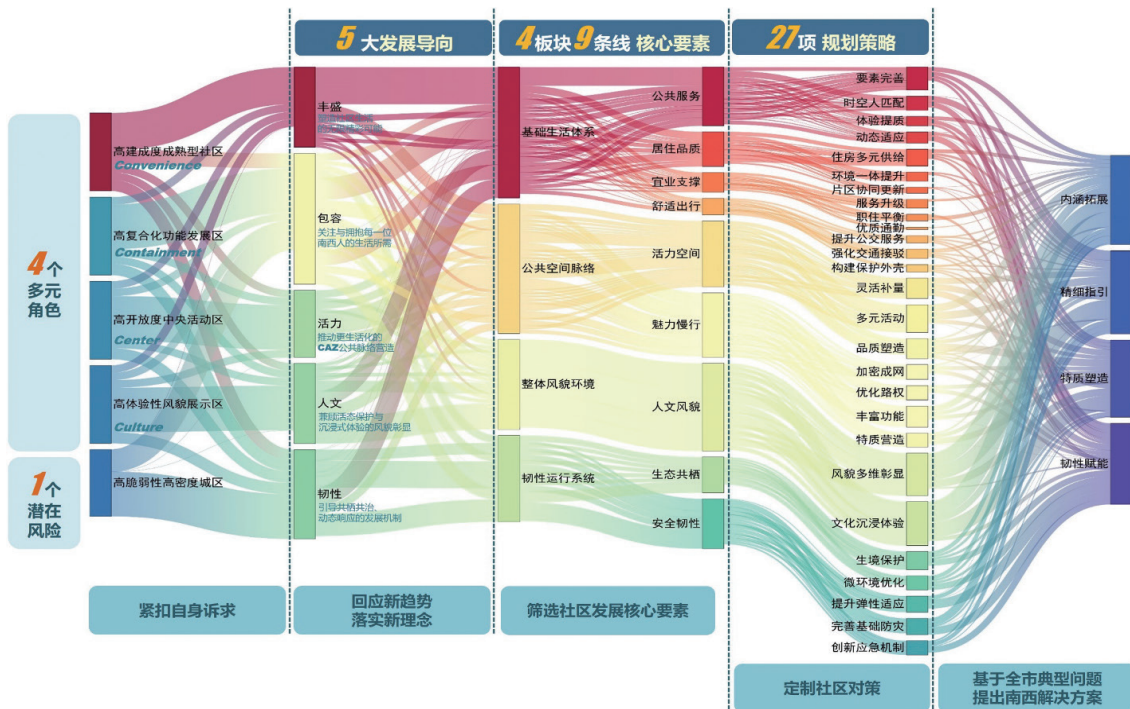 5大发展导向
4板块9条线 核心要素
27项 规划策略
4个
多元
角色
1个
潜在
风险
高建成度成熟型社区
Convenience
高复合化功能发展区
Containment
高开放度中央活动区
Center
高体验性风貌展示区
Culture
高脆弱性高密度城区
丰盛
包容
关注与拥抱每一位
南西人的生活所需
活力
推动更生活化的
CAZ公共脉络营造
人文
兼顾活态保护与
沉浸式体验的风貌彰显
韧性
引导共栖共治、
动态响应的发展机制
基础生活体系
公共空间脉络
整体风貌环境
韧性运行系统
公共服务
居住品质
宜业支撑
舒适出行
活力空间
魅力慢行
人文风貌
生态共栖
安全韧性
要素完善
时空人匹配
体验提质
动态适应
住房多元供给
环境一体提升
片区协同更新
服务升级
职住平衡
优质通勤
提升公交服务
强化交通接驳
构建保护外壳
灵活补量
多元活动
品质塑造
加密成网
优化路权
丰富功能
特质营造
风貌多维彰显
文化沉浸体验
生境保护
微环境优化
提升弹性适应
完善基础防灾
创新应急机制
内涵拓展
精细指引
特质塑造
韧性赋能
紧扣自身诉求
回应新趋势
落实新理念
筛选社区发展核心要素
定制社区对策
基于全市典型问题
提出南西解决方案